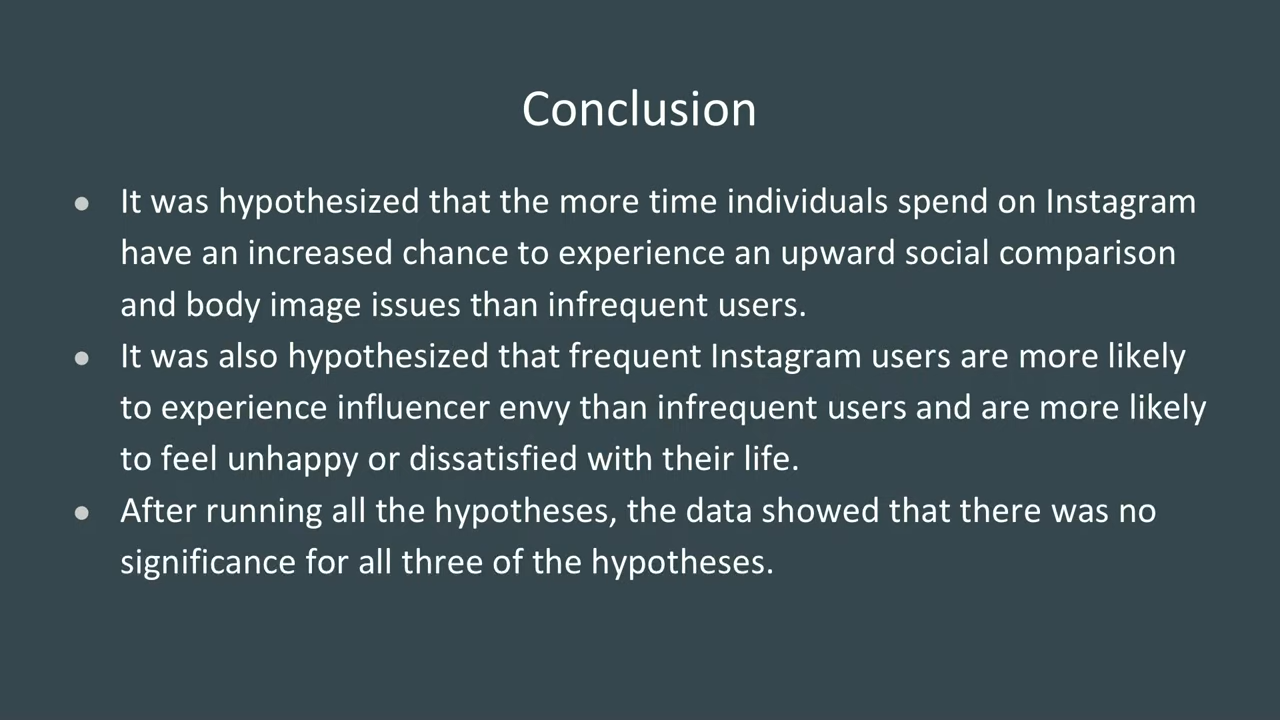 Conclusion
● It was hypothesized that the more time individuals spend on Instagram
have an increased chance to experience an upward social comparison
and body image issues than infrequent users.
● It was also hypothesized that frequent Instagram users are more likely
to experience influencer envy than infrequent users and are more likely
to feel unhappy or dissatisfied with their life.
● After running all the hypotheses, the data showed that there was no
significance for all three of the hypotheses.